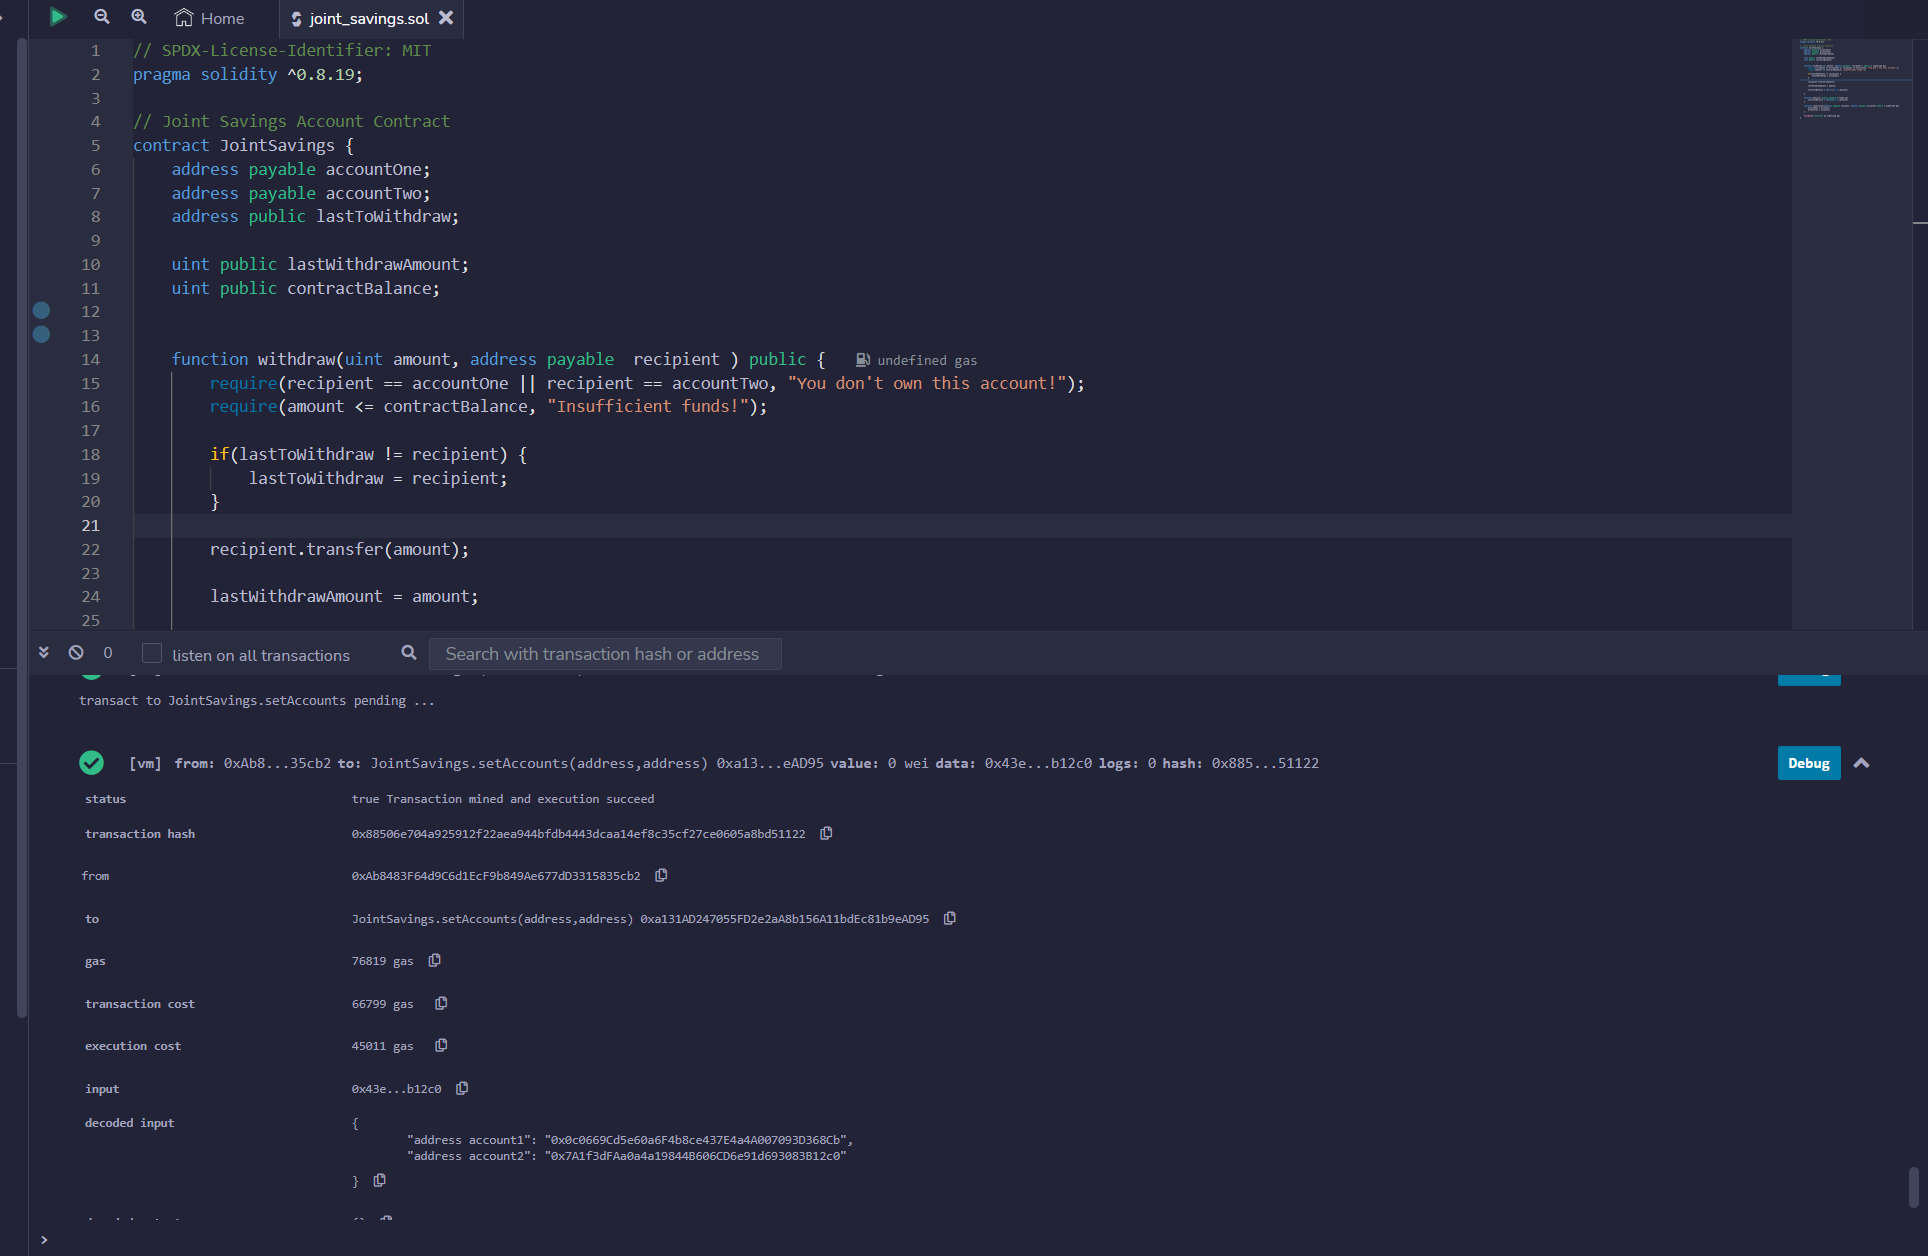 Home
joint_savings.sol
1 // SPDX-License-Identifier: MIT
2 pragma solidity ^0.8.19;
3
4 // Joint Savings Account Contract
5 contract JointSavings {
6 address payable accountOne;
7 address payable accountTwo;
8 address public lastToWithdraw;
9
10 uint public lastWithdrawAmount;
11 uint public contractBalance;
12
13
14 function withdraw(uint amount, address payable  recipient ) public { undefined gas
15 require(recipient == accountOne || recipient == accountTwo, "You don't own this account!");
16 require(amount <= contractBalance, "Insufficient funds!");
17
18 if(lastToWithdraw != recipient) {
19 lastToWithdraw = recipient;
20 }
21
22 recipient.transfer(amount);
23
24 lastWithdrawAmount = amount;
25
0 listen on all transactions Search with transaction hash or address
transact to JointSavings.setAccounts pending ...
[vm] from: 0xAb8...35cb2 to: JointSavings.setAccounts(address,address) 0xa13...eAD95 value: 0 wei data: 0x43e...b12c0 logs: 0 hash: 0x885...51122 Debug
status true Transaction mined and execution succeed
transaction hash 0x88506e704a925912f22aea944bfdb4443dcaa14ef8c35cf27ce0605a8bd51122
from 0xAb8483F64d9C6d1EcF9b849Ae677dD3315835cb2
to JointSavings.setAccounts(address,address) 0xa131AD247055FD2e2aA8b156A11bdEc81b9eAD95
gas 76819 gas
transaction cost 66799 gas
execution cost 45011 gas
input 0x43e...b12c0
decoded input {
"address account1": "0x0c0669Cd5e60a6F4b8ce437E4a4A007093D368Cb",
"address account2": "0x7A1f3dFAa0a4a19844B606CD6e91d693083B12c0"
}
>